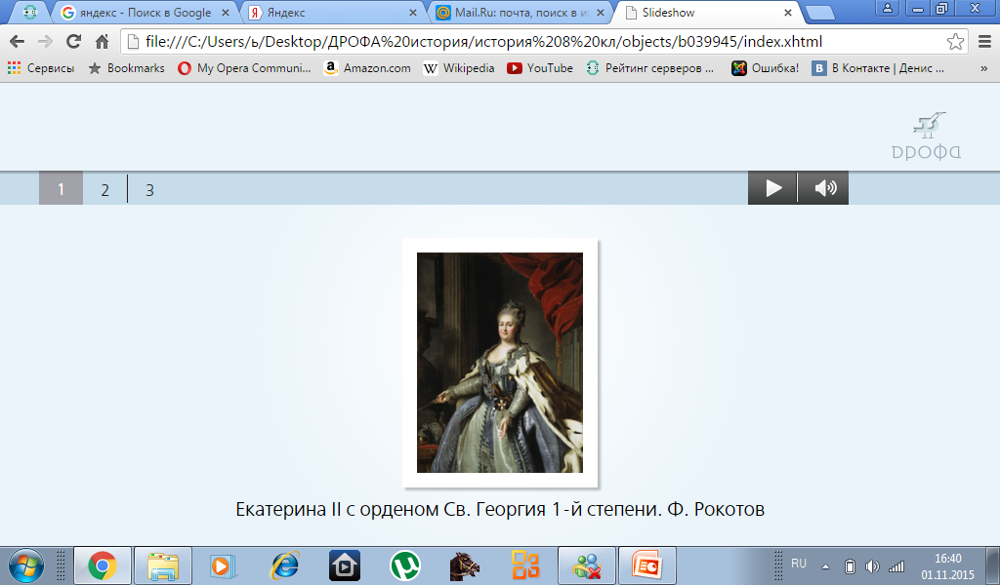 яндекс - Поиск в Google
Яндекс
Mail.Ru: почта, поиск в и
Slideshow
file:///C:/Users/ь/Desktop/ДРОФА%20история/история%208%20кл/objects/b039945/index.xhtml
Сервисы
Bookmarks
My Opera Communi...
Amazon.com
Wikipedia
YouTube
Рейтинг серверов ...
Ошибка!
В Контакте | Денис ...
»
ДРОФА
1 2 3
Екатерина II с орденом Св. Георгия 1-й степени. Ф. Рокотов
RU
16:40
01.11.2015